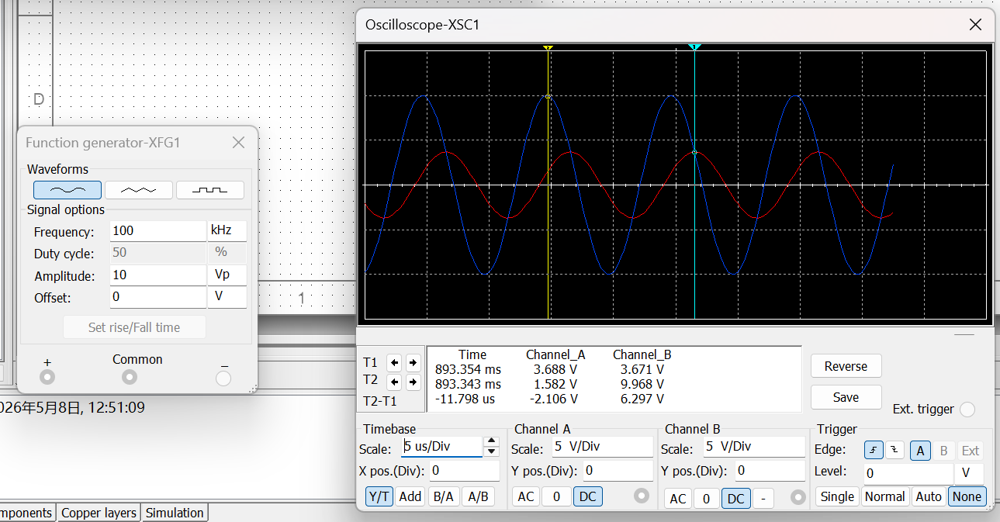 Oscilloscope-XSC1
D
Function generator-XFG1
Waveforms
Signal options
Frequency: 100 kHz
Duty cycle: 50 %
Amplitude: 10 Vp
Offset: 0 V
Set rise/Fall time
+ Common –
1
Time Channel_A Channel_B
T1 893.354 ms 3.688 V 3.671 V
T2 893.343 ms 1.582 V 9.968 V
T2-T1 -11.798 us -2.106 V 6.297 V
Reverse
Save
Ext. trigger
026年5月8日, 12:51:09
Timebase
Scale: 5 us/Div
X pos.(Div): 0
Y/T Add B/A A/B
Channel A
Scale: 5 V/Div
Y pos.(Div): 0
AC 0 DC
Channel B
Scale: 5 V/Div
Y pos.(Div): 0
AC 0 DC -
Trigger
Edge: A B Ext
Level: 0 V
Single Normal Auto None
mponents Copper layers Simulation